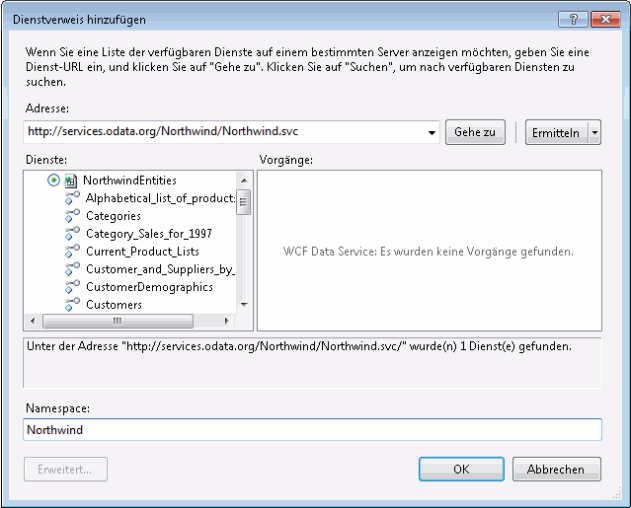 Dienstverweis hinzufügen
Wenn Sie eine Liste der verfügbaren Dienste auf einem bestimmten Server anzeigen möchten, geben Sie eine
Dienst-URL ein, und klicken Sie auf "Gehe zu". Klicken Sie auf "Suchen", um nach verfügbaren Diensten zu
suchen.
Adresse:
http://services.odata.org/Northwind/Northwind.svc
Gehe zu
Ermitteln
Dienste:
Vorgänge:
NorthwindEntities
Alphabetical_list_of_product
Categories
Category_Sales_for_1997
Current_Product_Lists
Customer_and_Suppliers_by_
CustomerDemographics
Customers
WCF Data Service: Es wurden keine Vorgänge gefunden.
Unter der Adresse "http://services.odata.org/Northwind/Northwind.svc/" wurde(n) 1 Dienst(e) gefunden.
Namespace:
Northwind
Erweitert...
OK
Abbrechen